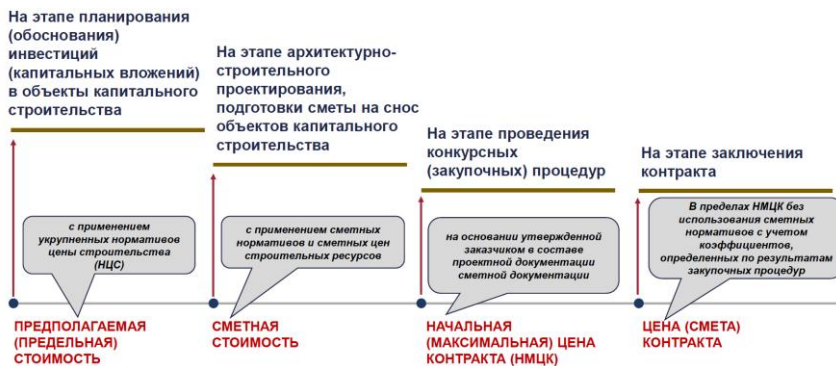 На этапе планирования
(обоснования)
инвестиций
(капитальных вложений)
в объекты капитального
строительства
с применением
укрупненных нормативов
цены строительства
(НЦС)
ПРЕДПОЛАГАЕМАЯ
(ПРЕДЕЛЬНАЯ)
СТОИМОСТЬ
На этапе архитектурно-
строительного
проектирования,
подготовки сметы на снос
объектов капитального
строительства
с применением сметных
нормативов и сметных цен
строительных ресурсов
СМЕТНАЯ
СТОИМОСТЬ
На этапе проведения
конкурсных
(закупочных) процедур
на основании утвержденной
заказчиком в составе
проектной документации
сметной документации
НАЧАЛЬНАЯ
(МАКСИМАЛЬНАЯ) ЦЕНА
КОНТРАКТА (НМЦК)
На этапе заключения
контракта
В пределах НМЦК без
использования сметных
нормативов с учетом
коэффициентов,
определенных по результатам
закупочных процедур
ЦЕНА (СМЕТА)
КОНТРАКТА